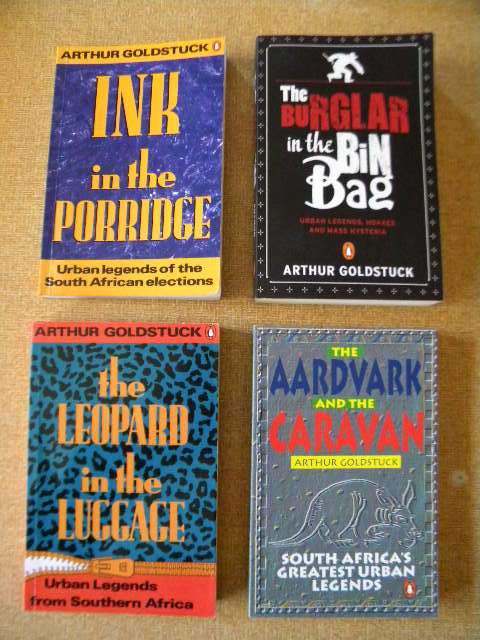 ARTHUR GOLDSTUCK
INK
in the
PORRIDGE
Urban legends of the
South African elections
The
BURGLAR
in the
BiN
Bag
URBAN LEGENDS, HOAXES
AND MASS HYSTERIA
ARTHUR GOLDSTUCK
ARTHUR GOLDSTUCK
the
LEOPARD
in the
LUGGAGE
Urban Legends
from Southern Africa
THE
AARDVARK
AND THE
CARAVAN
ARTHUR GOLDSTUCK
SOUTH AFRICA'S
GREATEST URBAN
LEGENDS